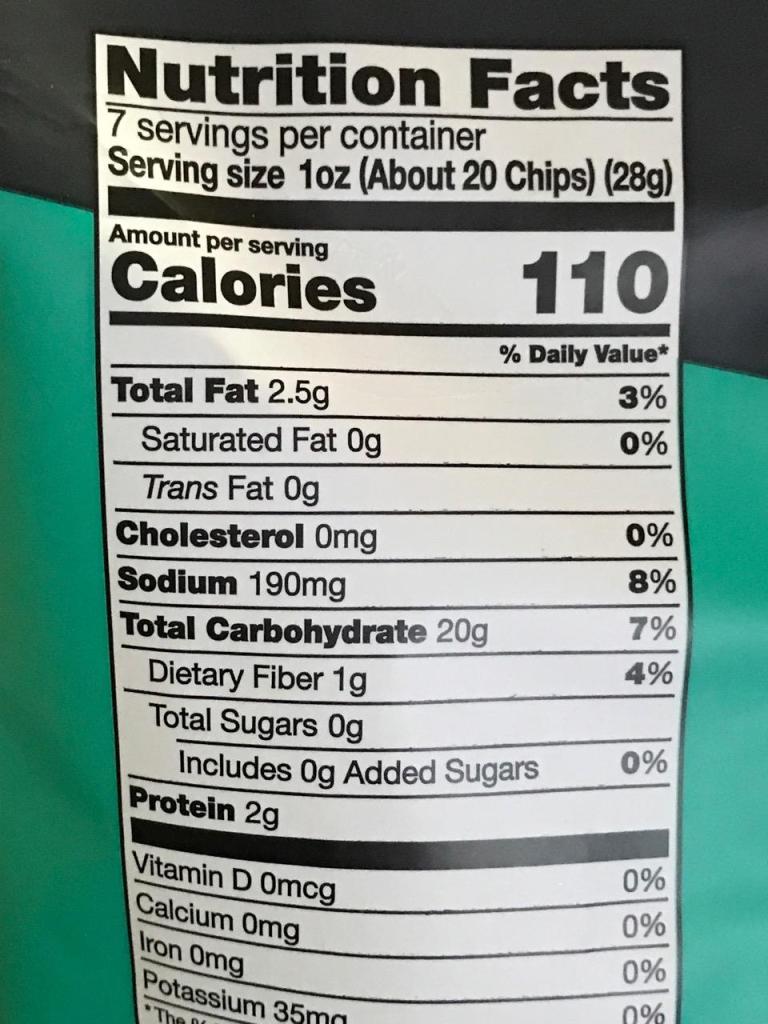 Nutrition Facts
7 servings per container
Serving size 1oz (About 20 Chips) (28g)
Amount per serving
Calories 110
% Daily Value*
Total Fat 2.5g 3%
Saturated Fat 0g 0%
Trans Fat 0g
Cholesterol 0mg 0%
Sodium 190mg 8%
Total Carbohydrate 20g 7%
Dietary Fiber 1g 4%
Total Sugars 0g
Includes 0g Added Sugars 0%
Protein 2g
Vitamin D 0mcg 0%
Calcium 0mg 0%
Iron 0mg 0%
Potassium 35mg 0%
*The %